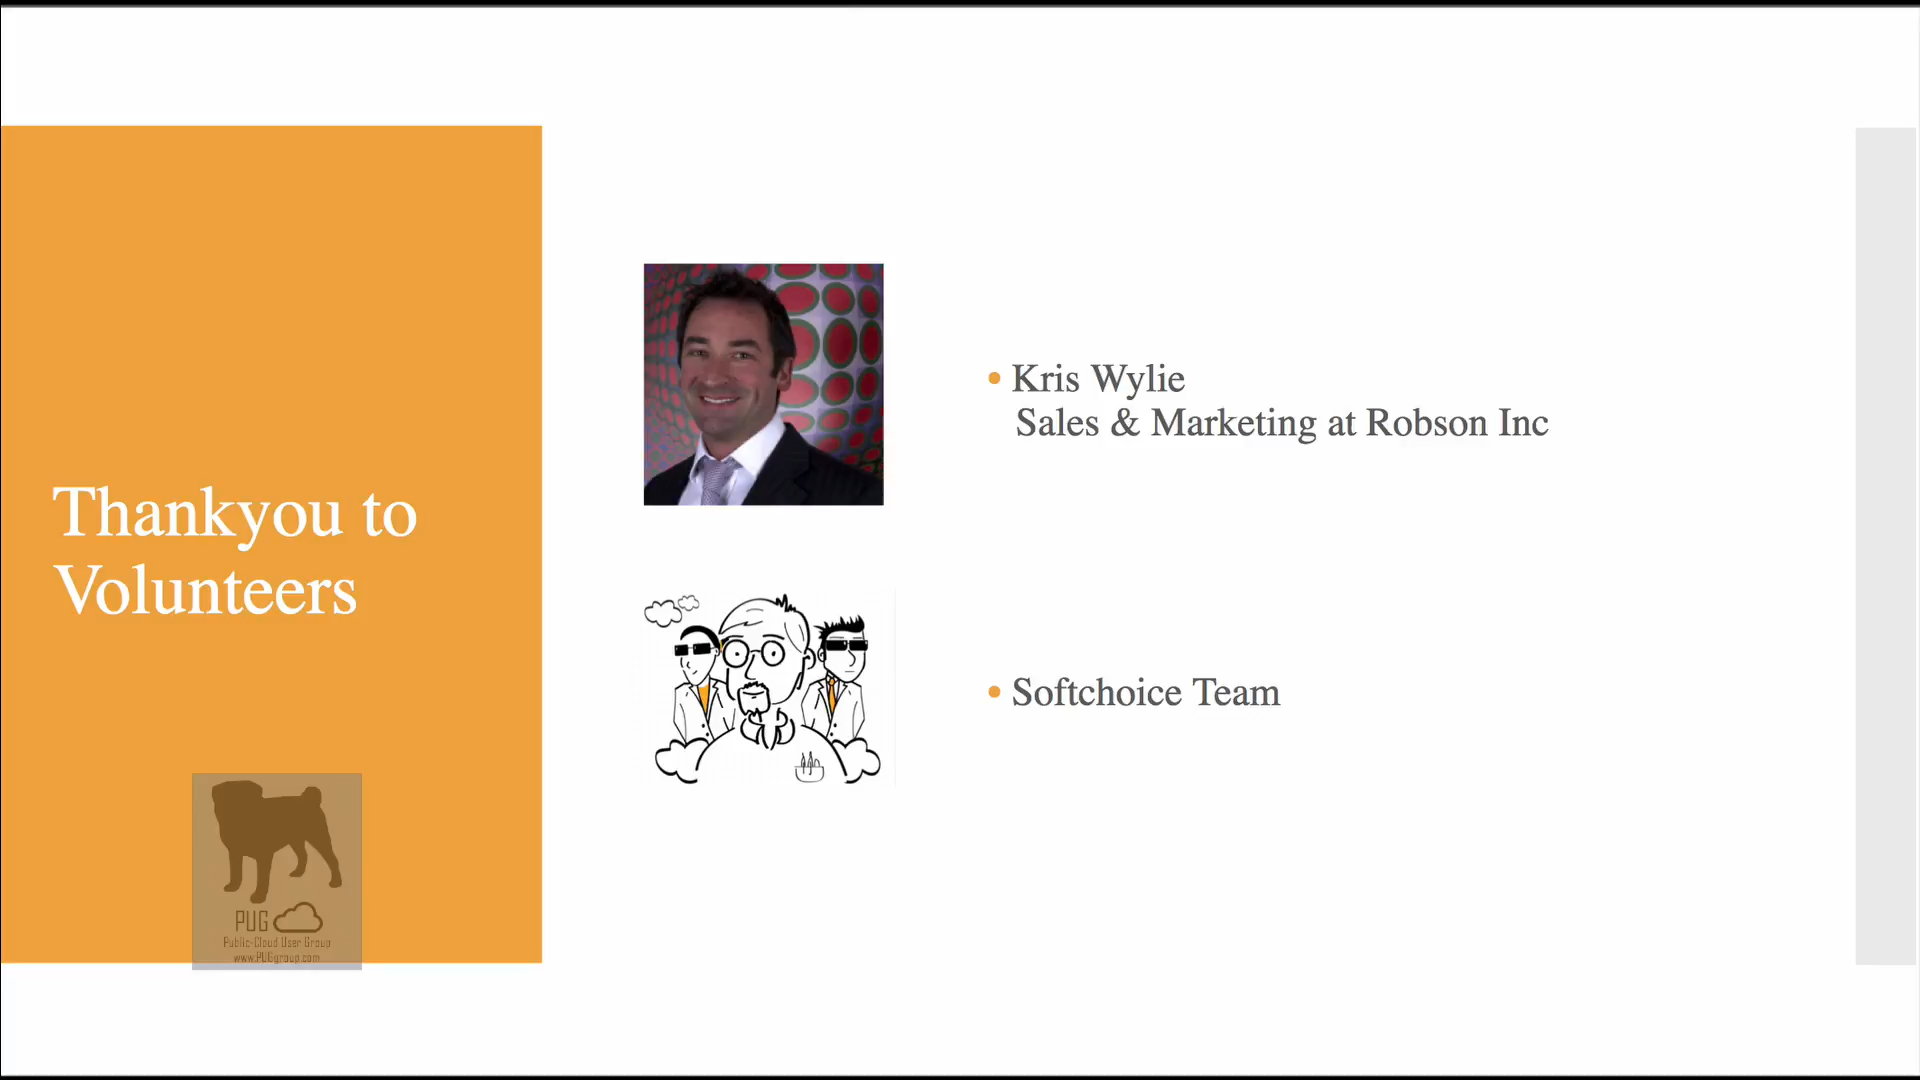 Thankyou to
Volunteers
• Kris Wylie
Sales & Marketing at Robson Inc
• Softchoice Team
PUG
Public-Cloud User Group
www.PUGgroup.com